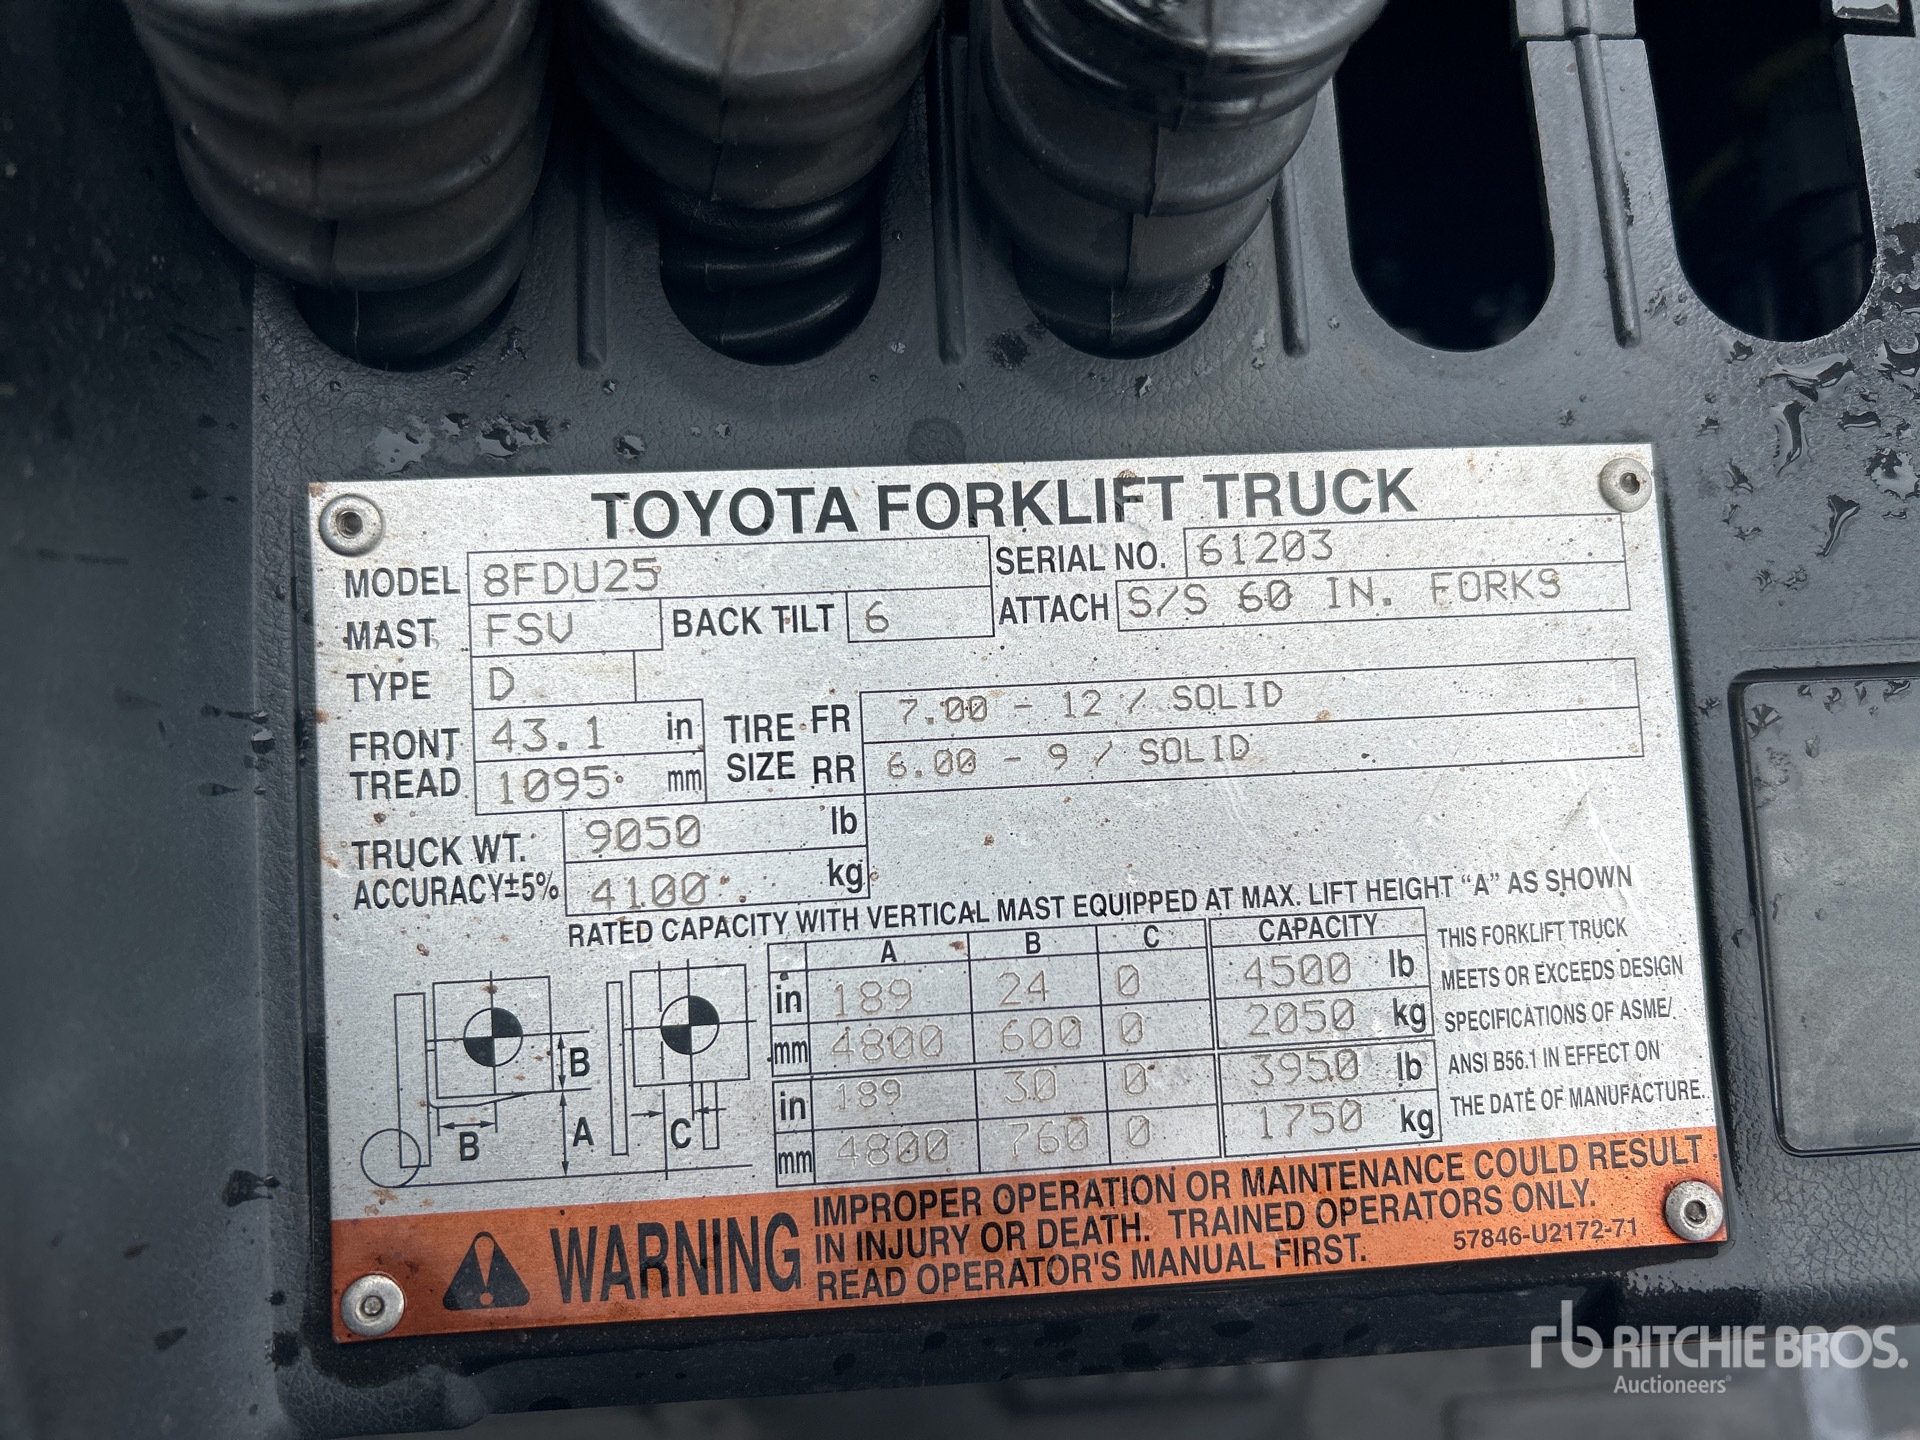 TOYOTA FORKLIFT TRUCK
MODEL 8FDU25 SERIAL NO. 61203
MAST FSV BACK TILT 6 ATTACH S/S 60 IN. FORKS
TYPE D
FRONT TREAD 43.1 in TIRE SIZE FR 7.00 - 12 / SOLID
1095 mm RR 6.00 - 9 / SOLID
TRUCK WT. 9050 lb
ACCURACY±5% 4100 kg
RATED CAPACITY WITH VERTICAL MAST EQUIPPED AT MAX. LIFT HEIGHT “A” AS SHOWN
A B C CAPACITY
in 189 24 0 4500 lb
mm 4800 600 0 2050 kg
in 189 30 0 3950 lb
mm 4800 760 0 1750 kg
B
B A C
THIS FORKLIFT TRUCK
MEETS OR EXCEEDS DESIGN
SPECIFICATIONS OF ASME/
ANSI B56.1 IN EFFECT ON
THE DATE OF MANUFACTURE.
WARNING
IMPROPER OPERATION OR MAINTENANCE COULD RESULT
IN INJURY OR DEATH. TRAINED OPERATORS ONLY.
READ OPERATOR'S MANUAL FIRST.
57846-U2172-71
rb RITCHIE BROS.
Auctioneers